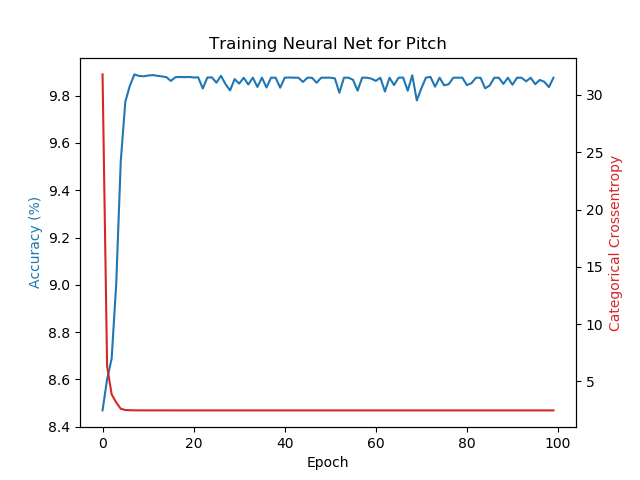 Training Neural Net for Pitch
Accuracy (%)
9.8
9.6
9.4
9.2
9.0
8.8
8.6
8.4
30
25
20
15
10
5
Categorical Crossentropy
0 20 40 60 80 100
Epoch